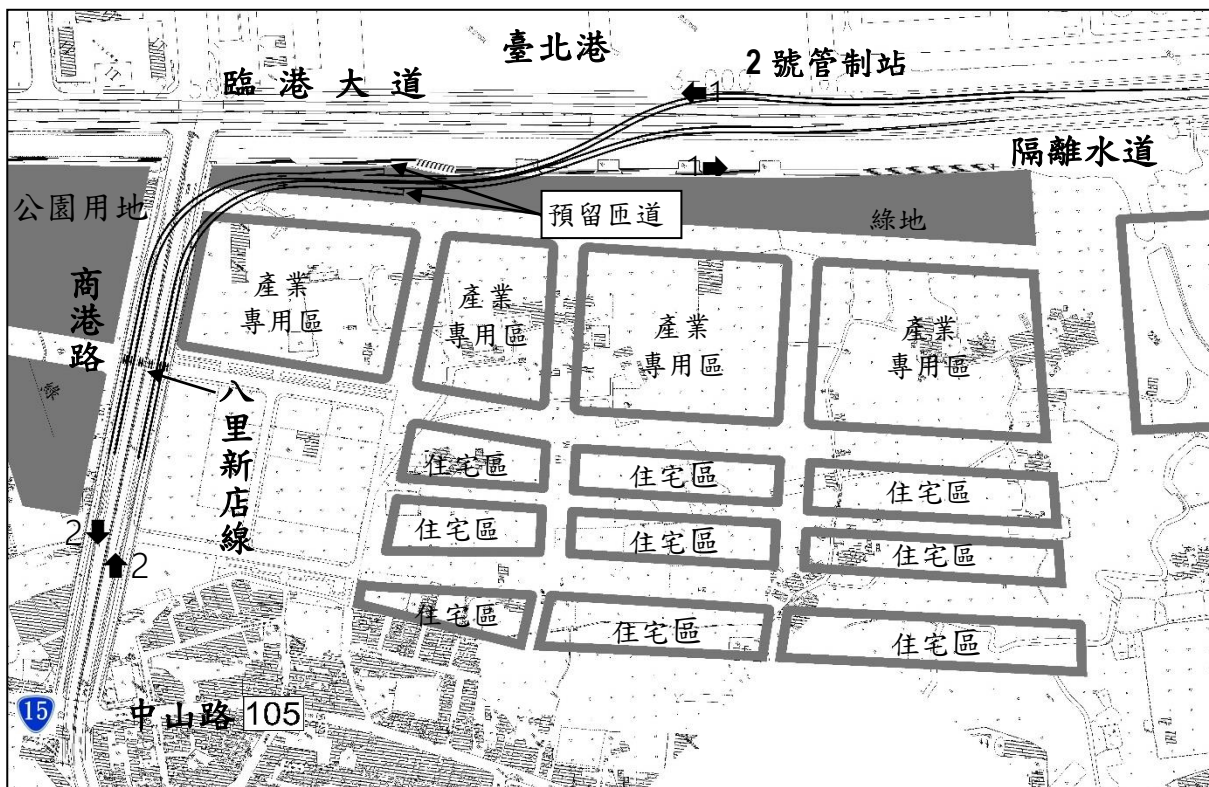 臺北港
2號管制站
臨港大道
1
隔離水道
1
公園用地
預留匝道
綠地
商港路
產業
專用區
產業
專用區
產業
專用區
產業
專用區
八里新店線
住宅區
住宅區
住宅區
住宅區
住宅區
住宅區
2
2
住宅區
住宅區
住宅區
15
中山路 105